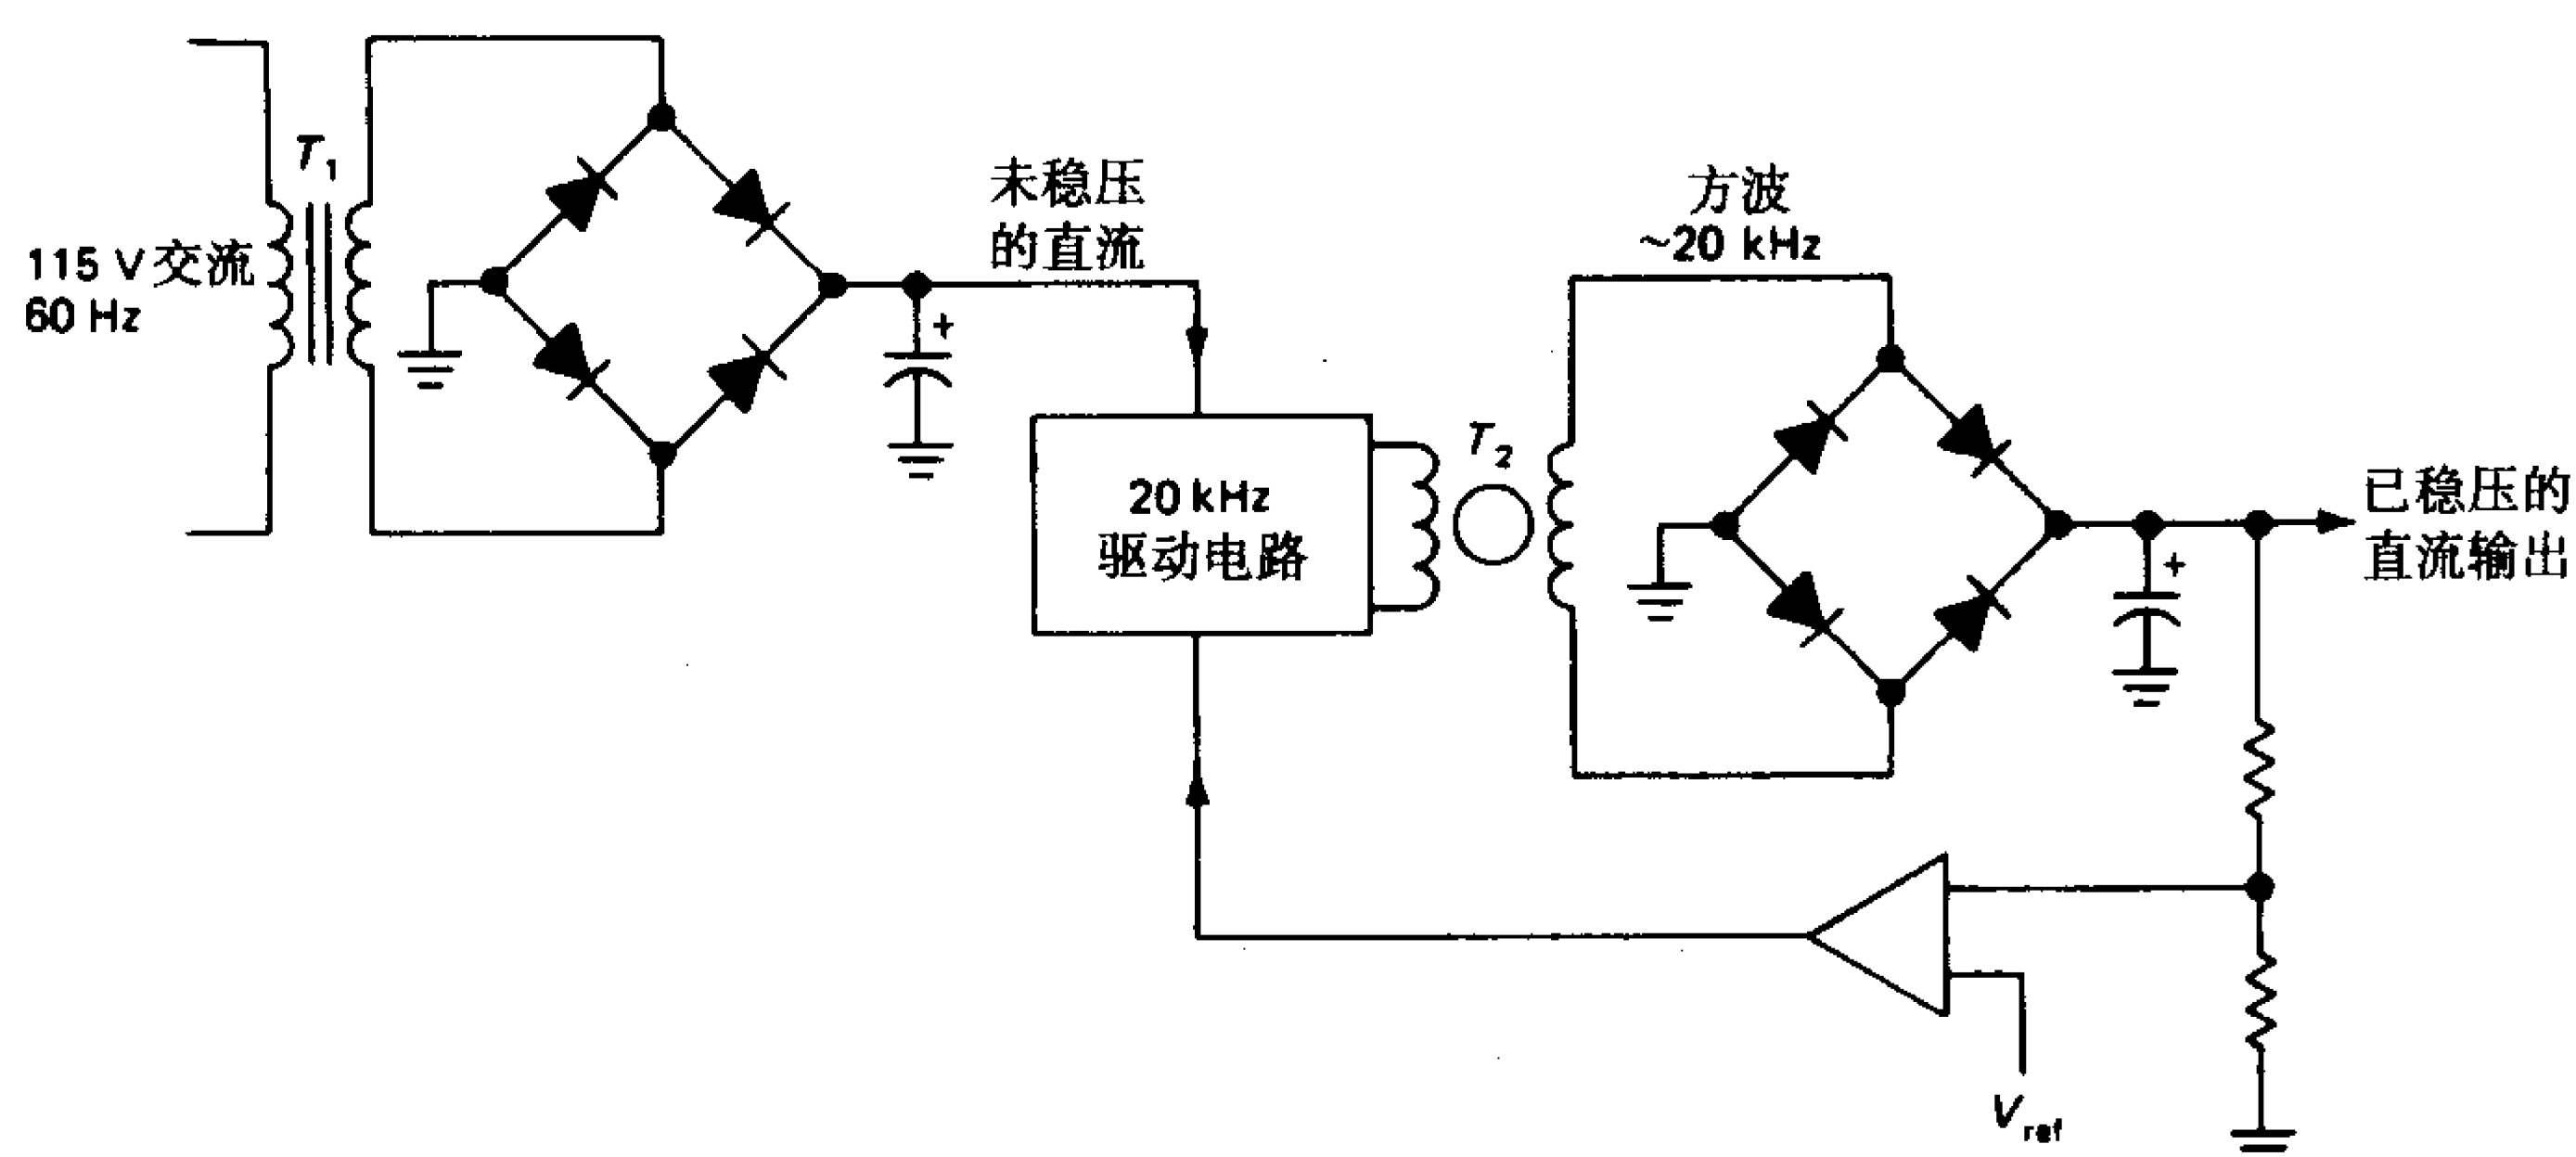 T1
115 V交流
60 Hz
未稳压
的直流
+
20 kHz
驱动电路
T2
方波
~20 kHz
+
已稳压的
直流输出
Vref